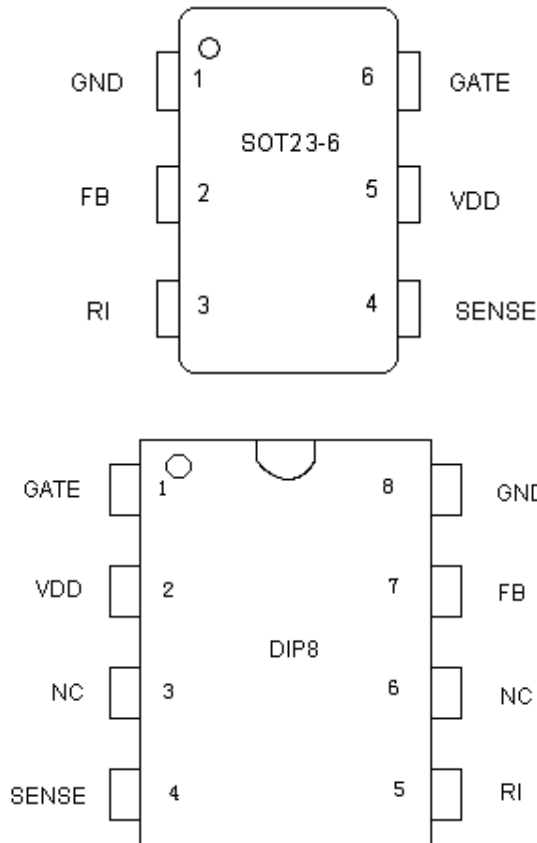 GND 1 6 GATE
SOT23-6
FB 2 5 VDD
RI 3 4 SENSE
GATE 1 8 GND
VDD 2 7 FB
DIP8
NC 3 6 NC
SENSE 4 5 RI